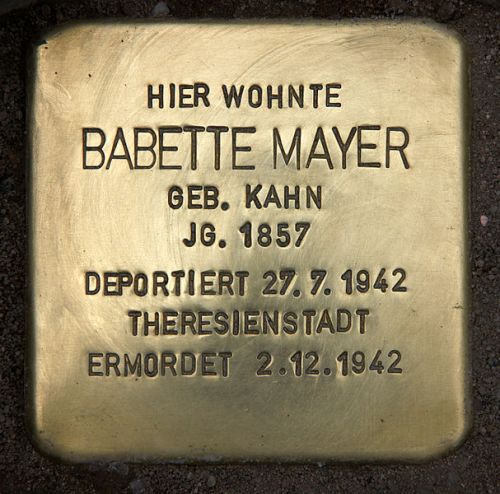 HIER WOHNTE
BABETTE MAYER
GEB. KAHN
JG. 1857
DEPORTIERT 27.7.1942
THERESIENSTADT
ERMORDET 2.12.1942